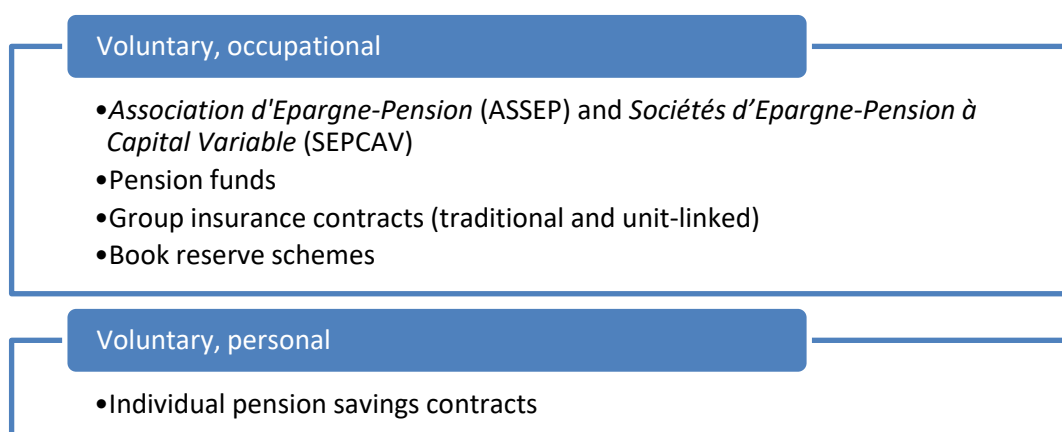 Voluntary, occupational
•Association d'Epargne-Pension (ASSEP) and Sociétés d’Epargne-Pension à
Capital Variable (SEPCAV)
•Pension funds
•Group insurance contracts (traditional and unit-linked)
•Book reserve schemes
Voluntary, personal
•Individual pension savings contracts